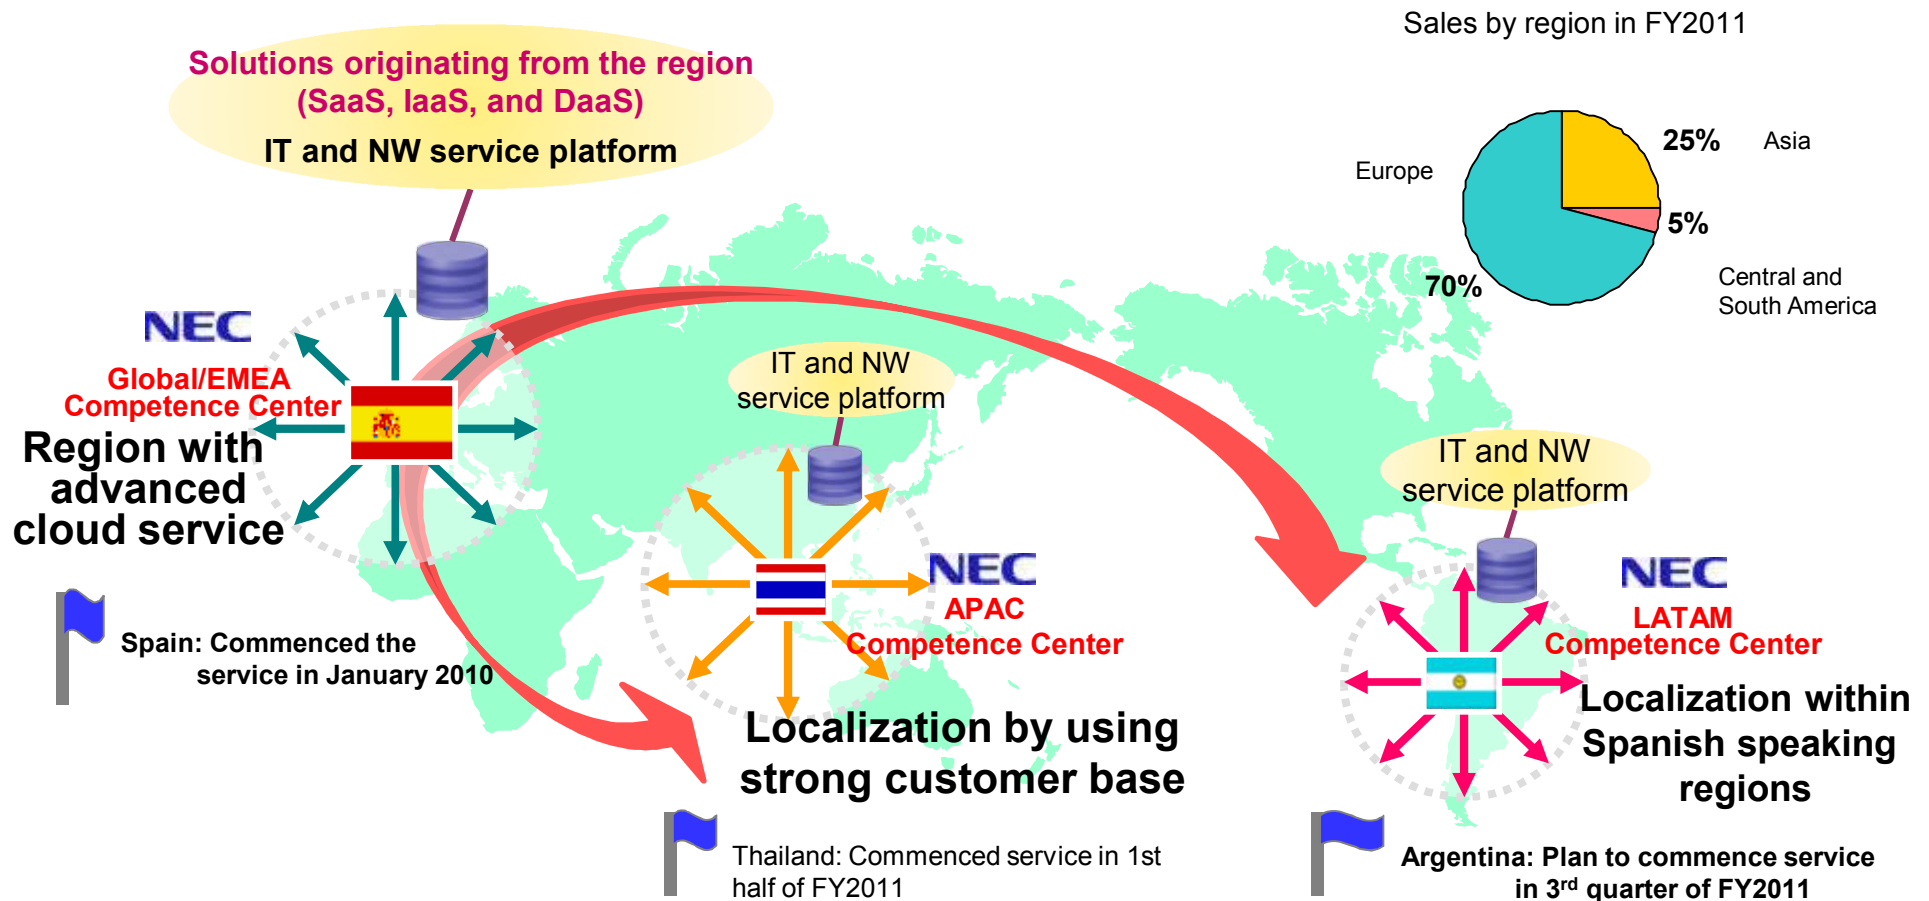 Sales by region in FY2011
Solutions originating from the region
(SaaS, IaaS, and DaaS)
IT and NW service platform
25%
Asia
Europe
5%
70%
Central and
South America
NEC
Global/EMEA
Competence Center
Region with
advanced
cloud service
IT and NW
service platform
IT and NW
service platform
NEC
APAC
Competence Center
NEC
LATAM
Competence Center
Spain: Commenced the
service in January 2010
Localization by using
strong customer base
Localization within
Spanish speaking
regions
Thailand: Commenced service in 1st
half of FY2011
Argentina: Plan to commence service
in 3rd quarter of FY2011